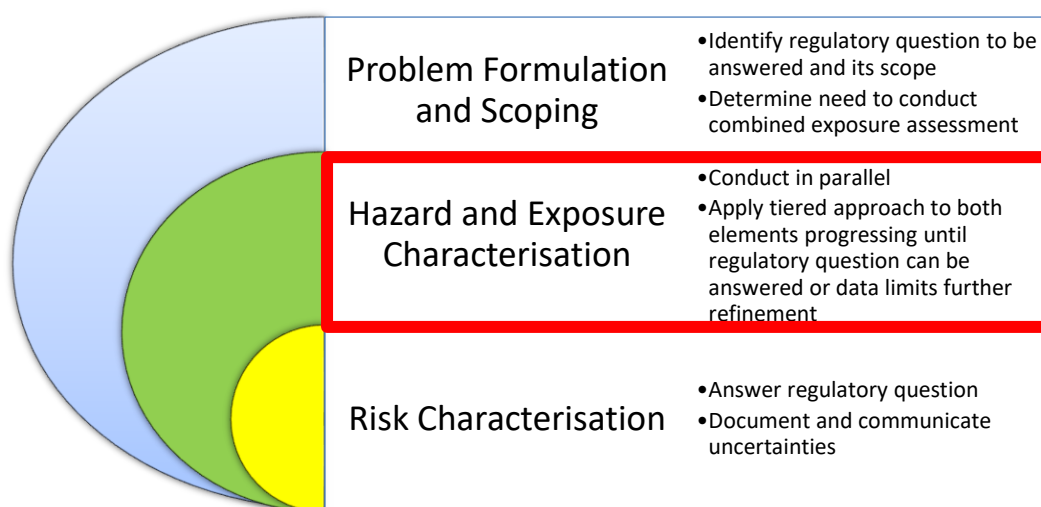 Problem Formulation
and Scoping
•Identify regulatory question to be
answered and its scope
•Determine need to conduct
combined exposure assessment
Hazard and Exposure
Characterisation
•Conduct in parallel
•Apply tiered approach to both
elements progressing until
regulatory question can be
answered or data limits further
refinement
Risk Characterisation
•Answer regulatory question
•Document and communicate
uncertainties